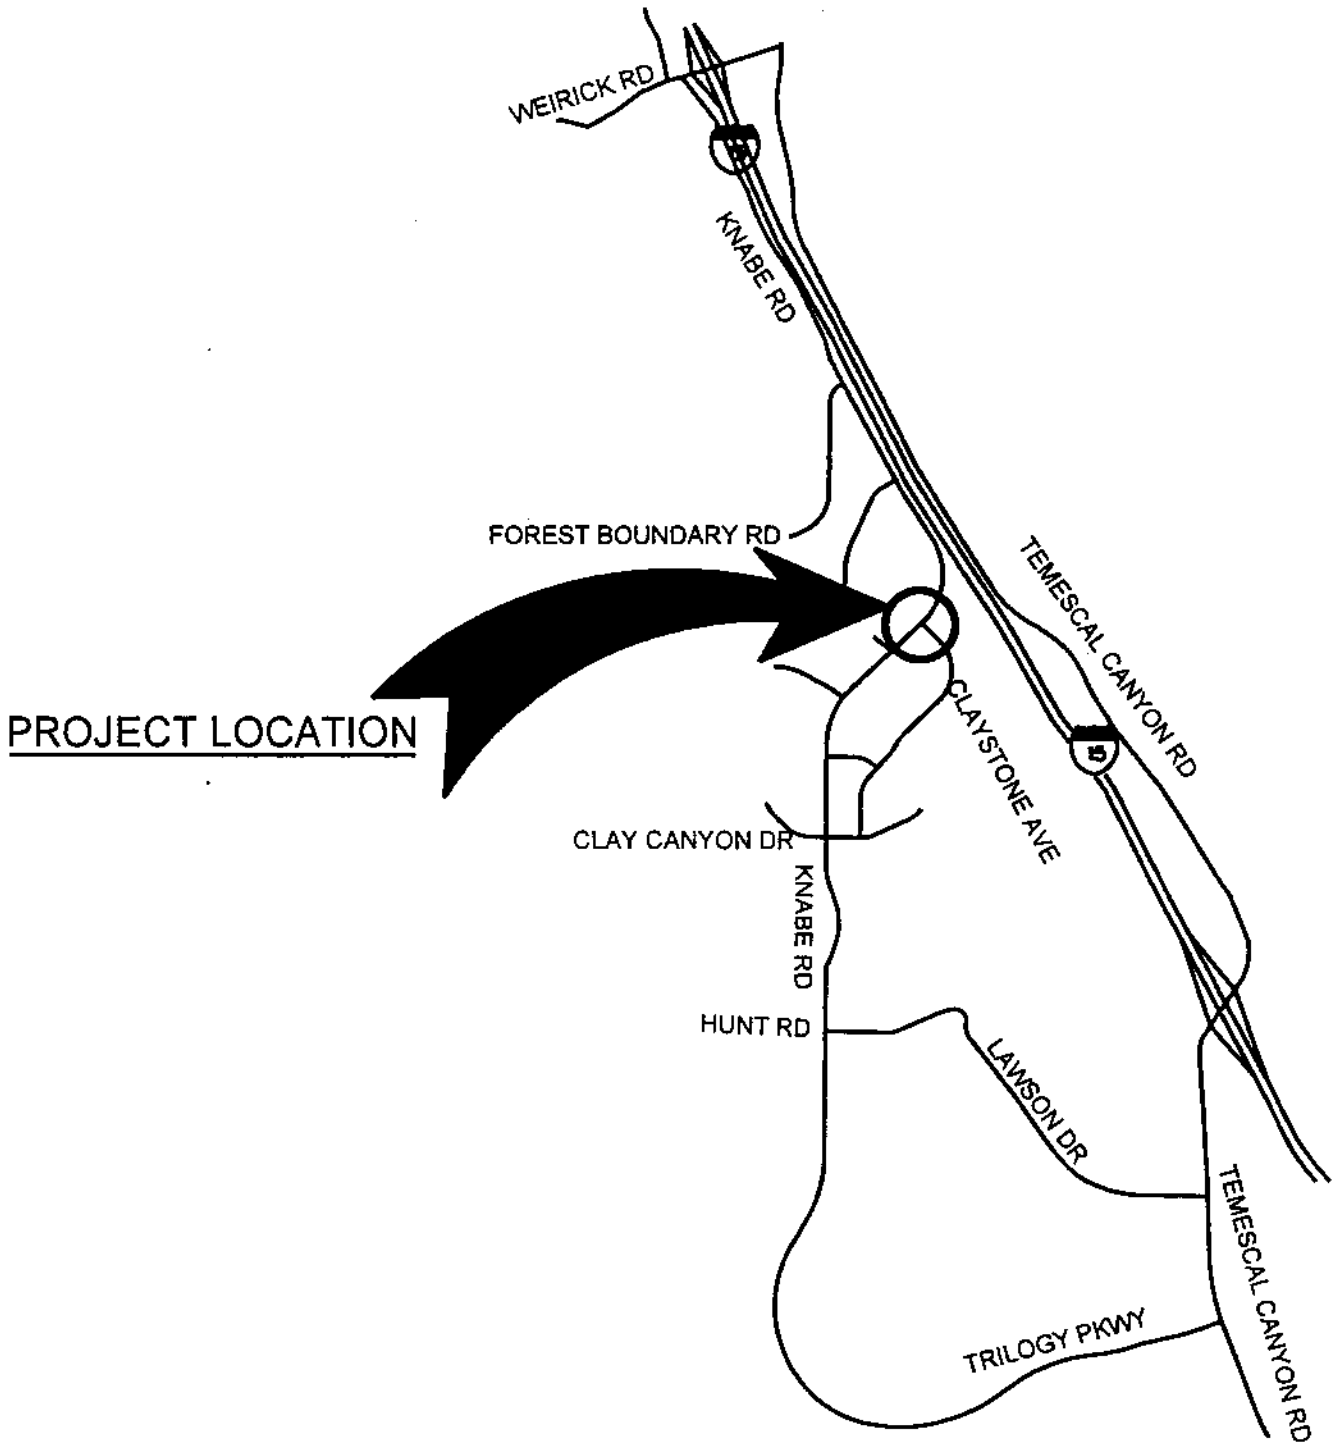 WEIRICK RD
KNABE RD
FOREST BOUNDARY RD
TEMESCAL CANYON RD
PROJECT LOCATION
CLAYSTONE AVE
15
CLAY CANYON DR
KNABE RD
HUNT RD
LAWSON DR
TEMESCAL CANYON RD
TRILOGY PKWY